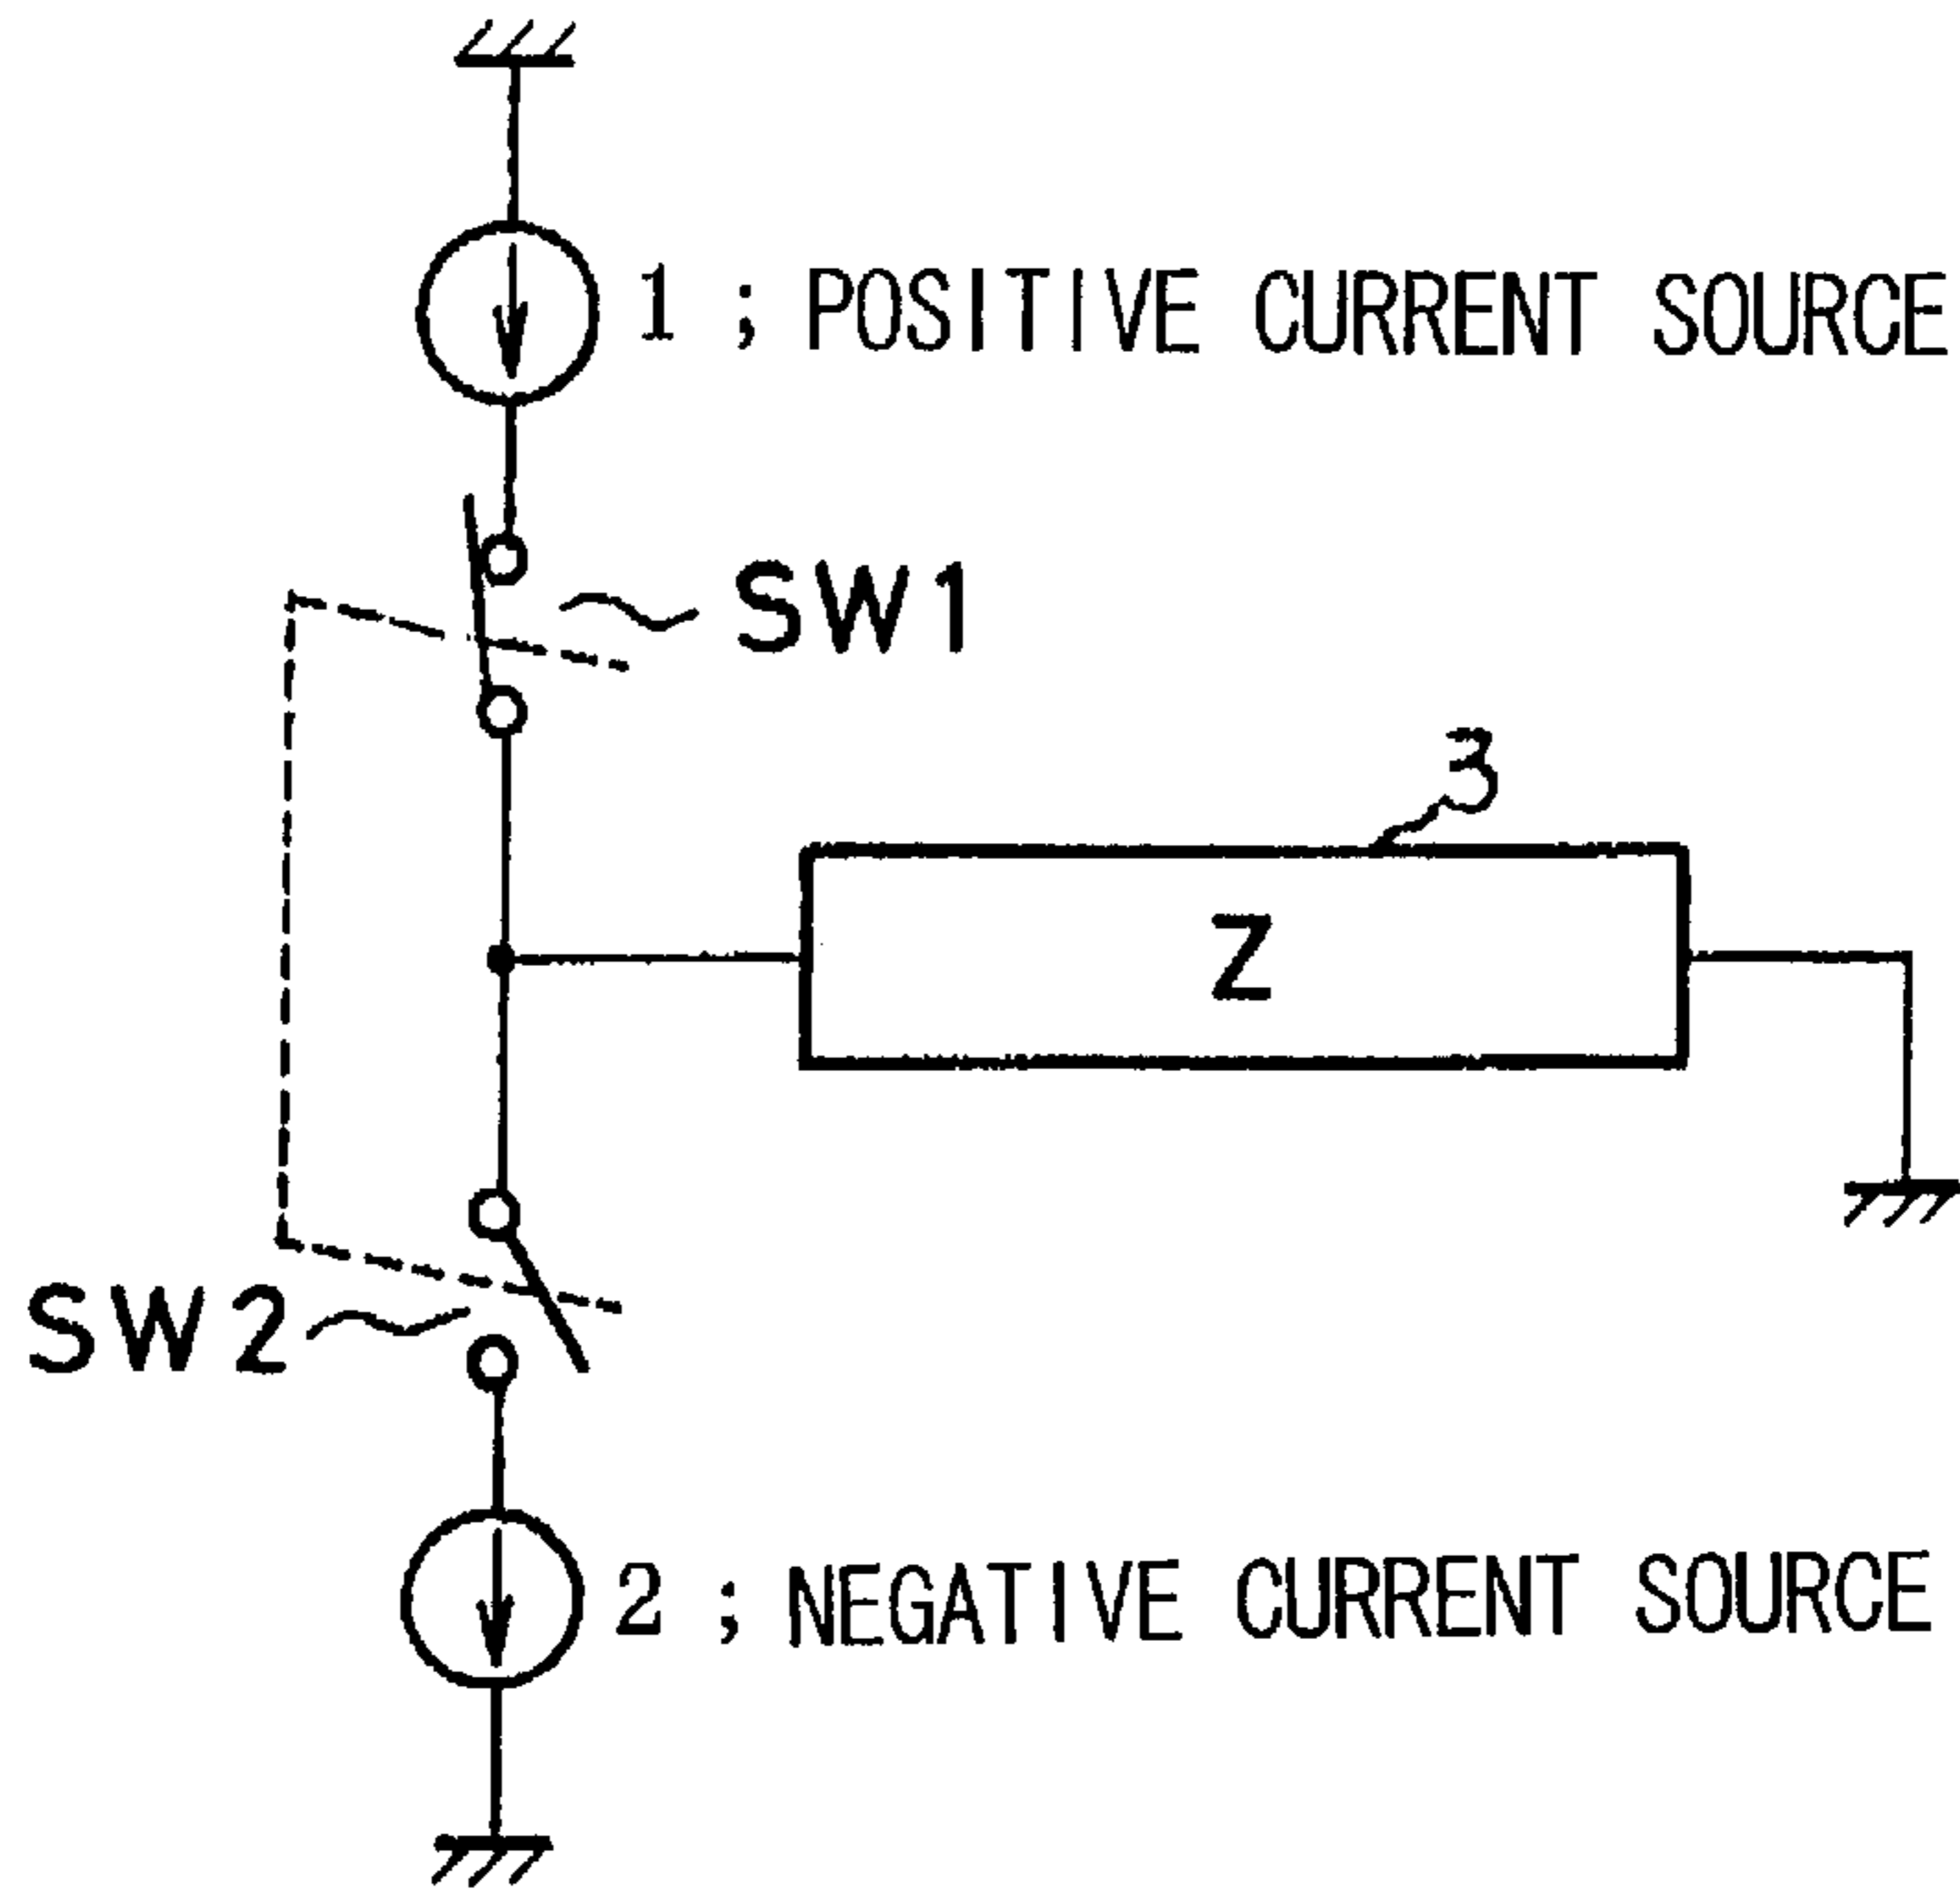 1 ; POSITIVE CURRENT SOURCE
SW1
3
Z
SW2
2 ; NEGATIVE CURRENT SOURCE